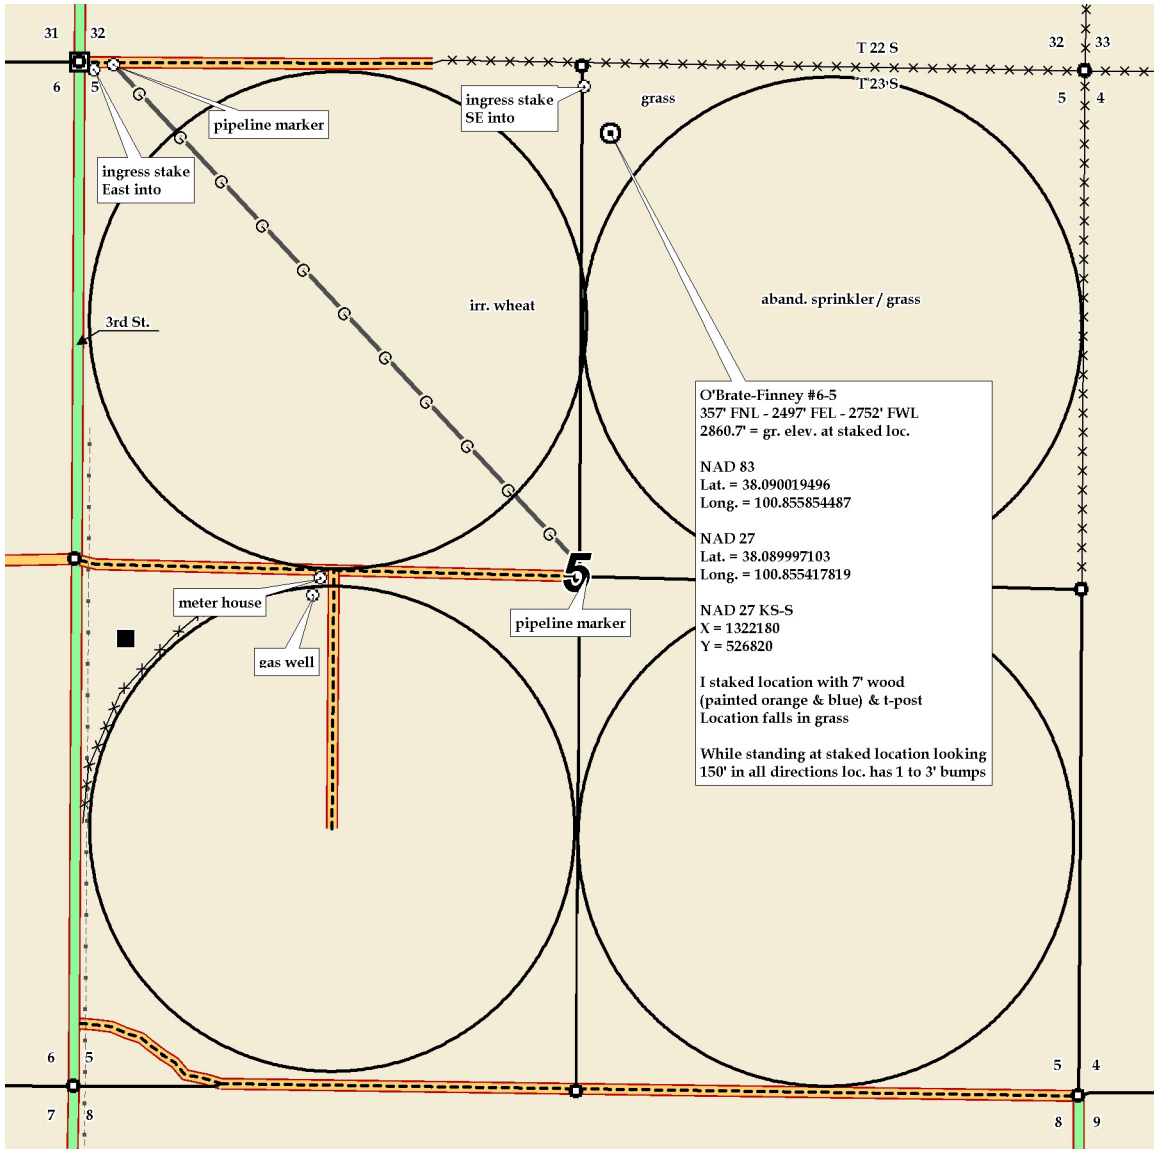 31 32
32 33
T 22 S
6 5
T 23 S
5 4
ingress stake
SE into
grass
pipeline marker
ingress stake
East into
irr. wheat
aband. sprinkler / grass
3rd St.
O'Brate-Finney #6-5
357' FNL - 2497' FEL - 2752' FWL
2860.7' = gr. elev. at staked loc.
NAD 83
Lat. = 38.090019496
Long. = 100.855854487
NAD 27
Lat. = 38.089997103
Long. = 100.855417819
NAD 27 KS-S
X = 1322180
Y = 526820
I staked location with 7' wood
(painted orange & blue) & t-post
Location falls in grass
While standing at staked location looking
150' in all directions loc. has 1 to 3' bumps
5
meter house
pipeline marker
gas well
6 5
5 4
7 8
8 9